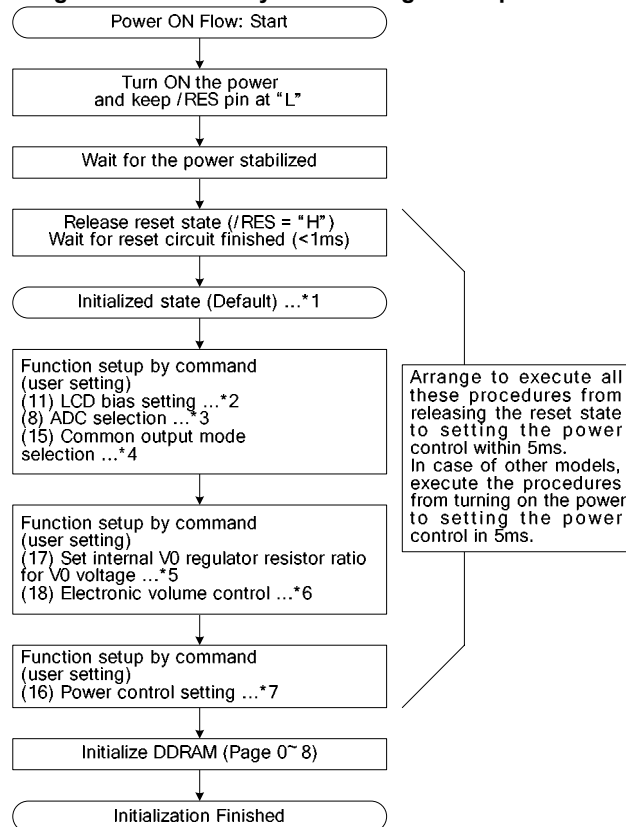 Power ON Flow: Start
Turn ON the power
and keep /RES pin at "L"
Wait for the power stabilized
Release reset state (/RES = "H")
Wait for reset circuit finished (<1ms)
Initialized state (Default) ...*1
Function setup by command
(user setting)
(11) LCD bias setting ...*2
(8) ADC selection ...*3
(15) Common output mode
selection ...*4
Arrange to execute all
these procedures from
releasing the reset state
to setting the power
control within 5ms.
In case of other models,
execute the procedures
from turning on the power
to setting the power
control in 5ms.
Function setup by command
(user setting)
(17) Set internal V0 regulator resistor ratio
for V0 voltage ...*5
(18) Electronic volume control ...*6
Function setup by command
(user setting)
(16) Power control setting ...*7
Initialize DDRAM (Page 0~ 8)
Initialization Finished